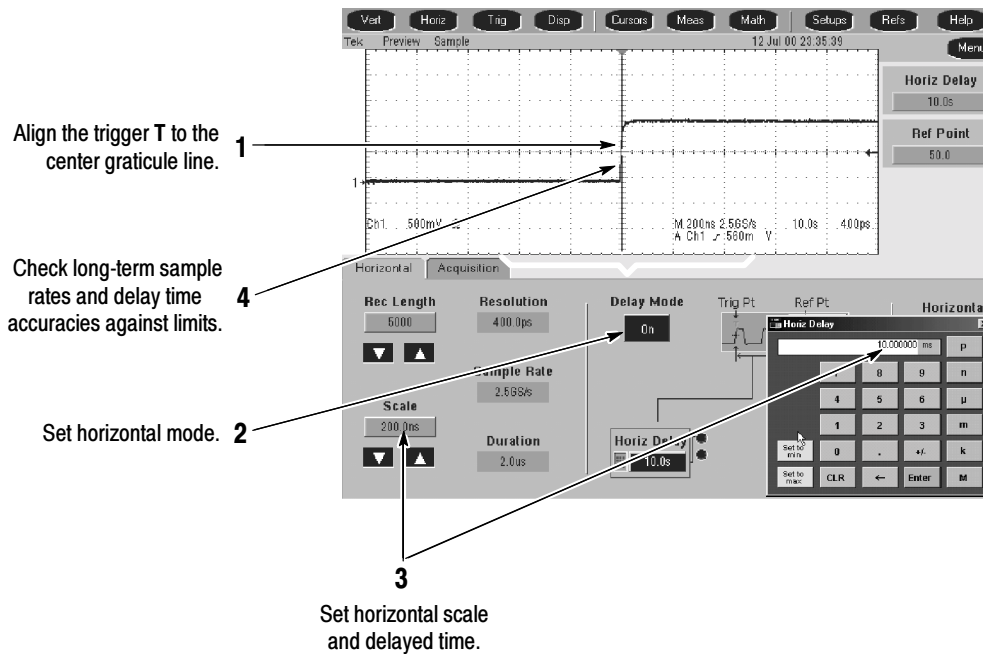 Vert Horiz Trig Disp Cursors Meas Math Setups Refs Help
Tek Preview Sample 12 Jul 00 23:35:39
Menu
Horiz Delay
10.0s
Ref Point
50.0
Align the trigger T to the
center graticule line.
1
1
Ch1 500mV Ω
M 200ns 2.5GS/s 10.0s 400ps
A Ch1 560m V
Check long-term sample
rates and delay time
accuracies against limits.
4
Horizontal Acquisition
Rec Length
5000
Scale
200.0ns
Resolution
400.0ps
Sample Rate
2.5GS/s
Duration
2.0us
Delay Mode
On
Trig Pt Ref Pt
Horizonta
Horiz Delay
10.0s
Horiz Delay
10.000000 ms p
7 8 9 n
4 5 6 µ
1 2 3 m
Set to min 0 . +/- k
Set to max CLR ← Enter M
Set horizontal mode.
2
3
Set horizontal scale
and delayed time.